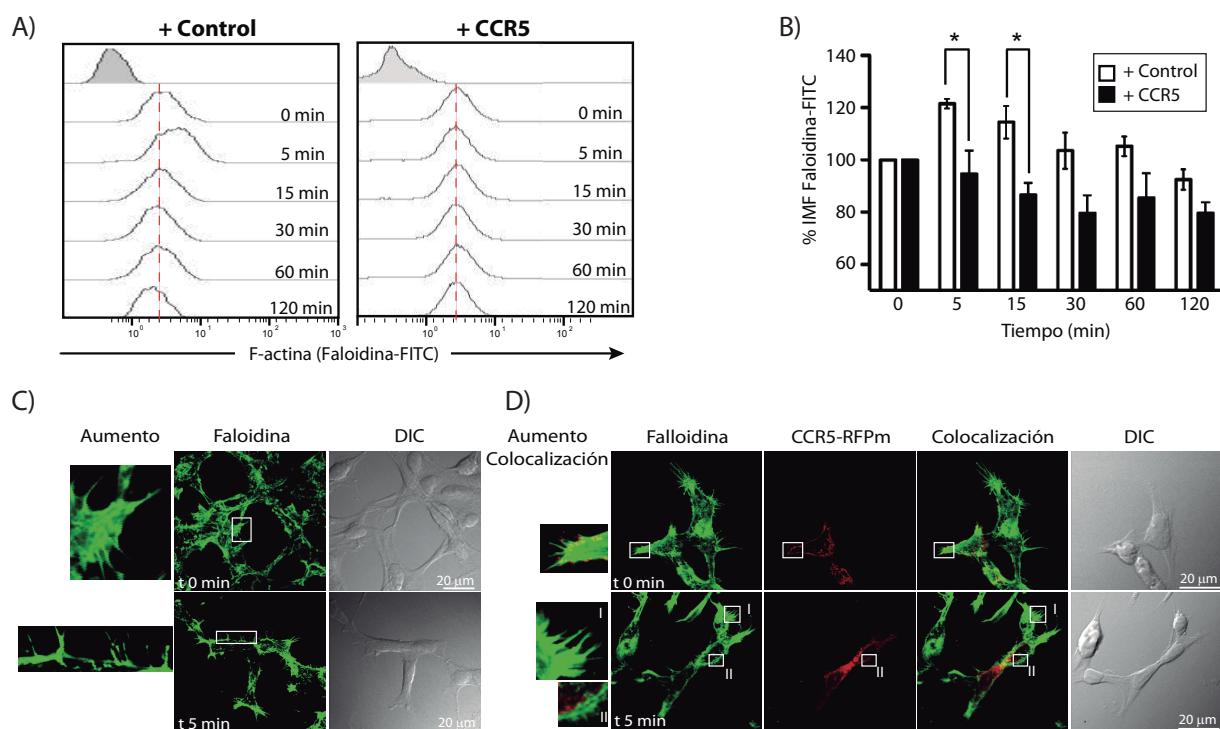 A)
+ Control
+ CCR5
0 min
5 min
15 min
30 min
60 min
120 min
0 min
5 min
15 min
30 min
60 min
120 min
10⁰ 10¹ 10² 10³
10⁰ 10¹ 10²
F-actina (Faloidina-FITC)
B)
% IMF Faloidina-FITC
140
120
100
80
60
* *
+ Control
+ CCR5
0 5 15 30 60 120
Tiempo (min)
C)
Aumento Faloidina DIC
t 0 min
20 µm
t 5 min
20 µm
D)
Aumento Colocalización
Falloidina CCR5-RFPm Colocalización DIC
t 0 min
20 µm
I
II
I
II
II
I
II
t 5 min
20 µm